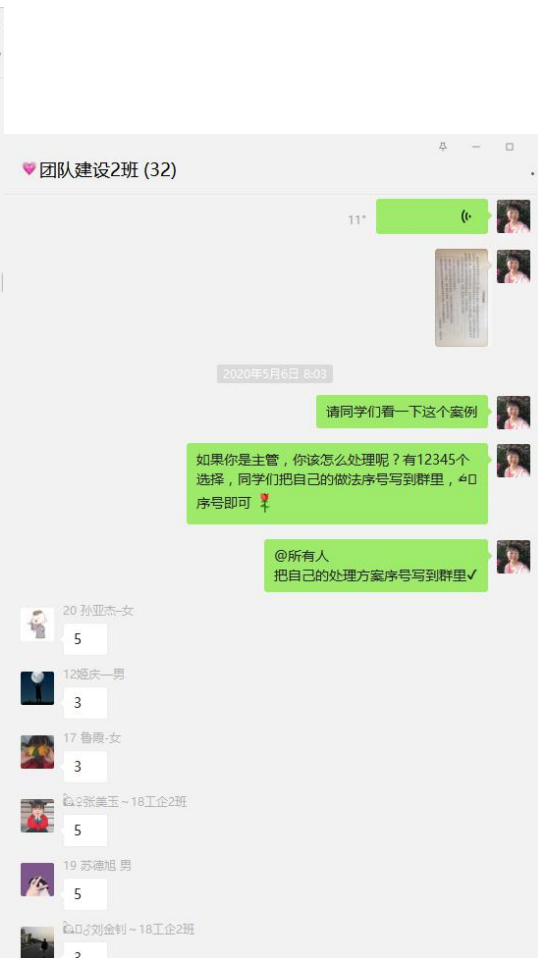 💗团队建设2班 (32)
11"
2020年5月6日 8:03
请同学们看一下这个案例
如果你是主管，你该怎么处理呢？有12345个
选择，同学们把自己的做法序号写到群里，✍
序号即可 🌹
@所有人
把自己的处理方案序号写到群里✓
20 孙亚杰–女
5
12姬庆—男
3
17 鲁霞-女
3
张美玉~18工企2班
5
19 苏德旭 男
5
刘金钊~18工企2班